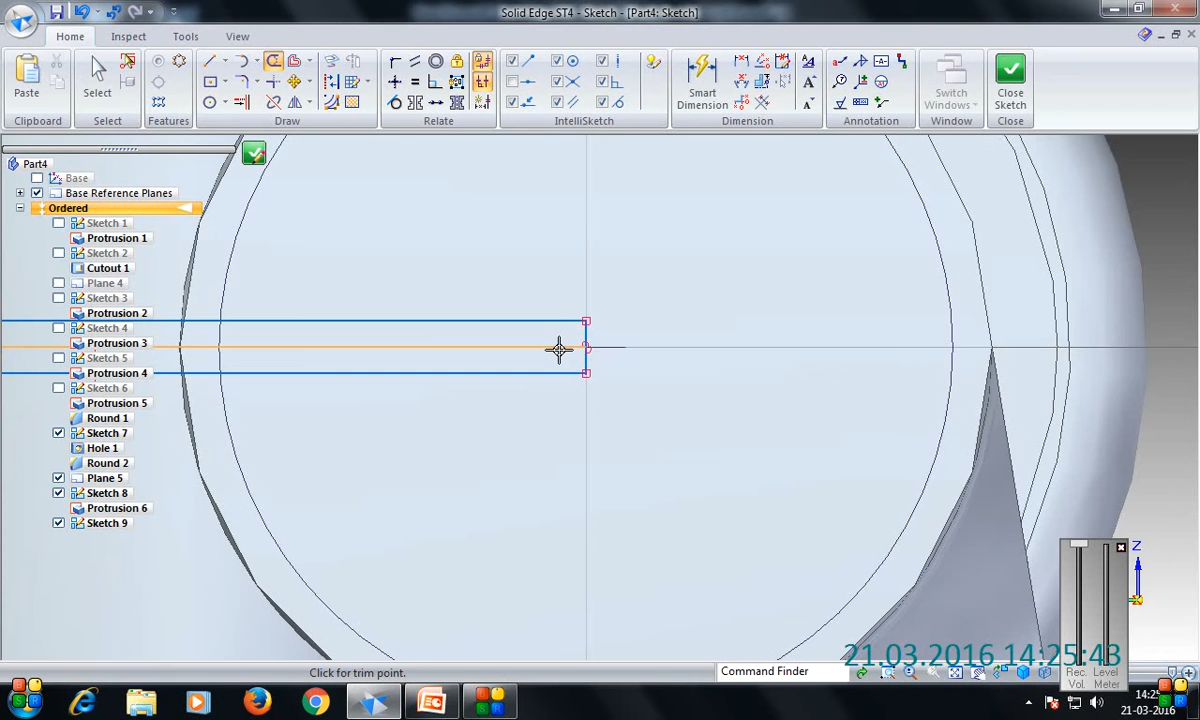 Solid Edge ST4 - Sketch - [Part4: Sketch]
Home Inspect Tools View
Paste
Select
Smart Dimension
Switch Windows
Close Sketch
Clipboard Select Features Draw Relate IntelliSketch Dimension Annotation Window Close
Part4
Base
Base Reference Planes
Ordered
Sketch 1
Protrusion 1
Sketch 2
Cutout 1
Plane 4
Sketch 3
Protrusion 2
Sketch 4
Protrusion 3
Sketch 5
Protrusion 4
Sketch 6
Protrusion 5
Round 1
Sketch 7
Hole 1
Round 2
Plane 5
Sketch 8
Protrusion 6
Sketch 9
Z
21.03.2016 14:25:43
Rec. Level
Vol. Meter
Click for trim point.
Command Finder
14:25
21-03-2016